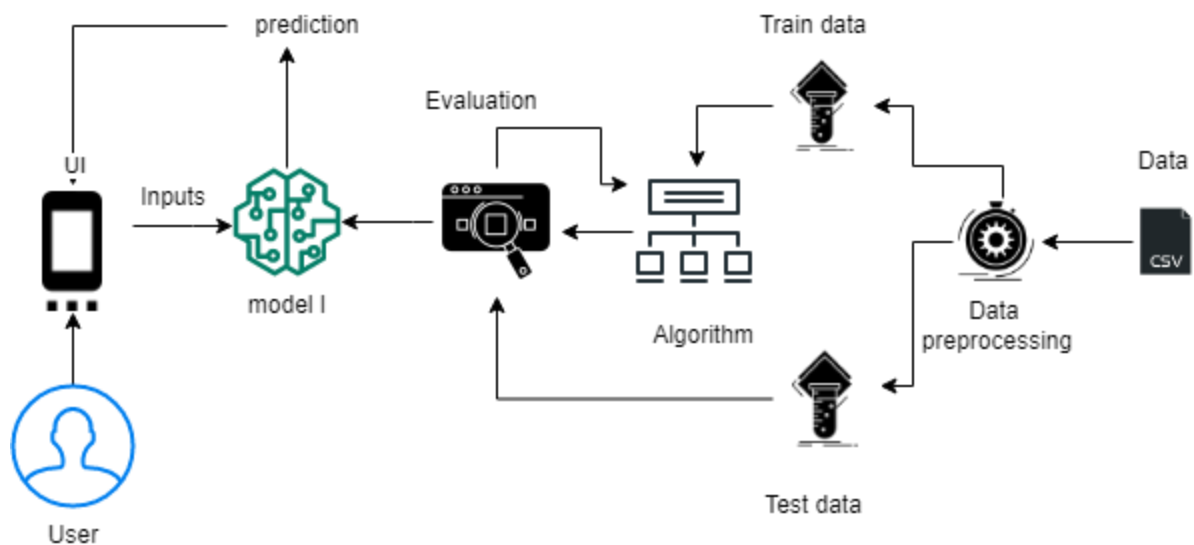 prediction
Train data
Evaluation
Data
UI
Inputs
CSV
model I
Data
preprocessing
Algorithm
Test data
User